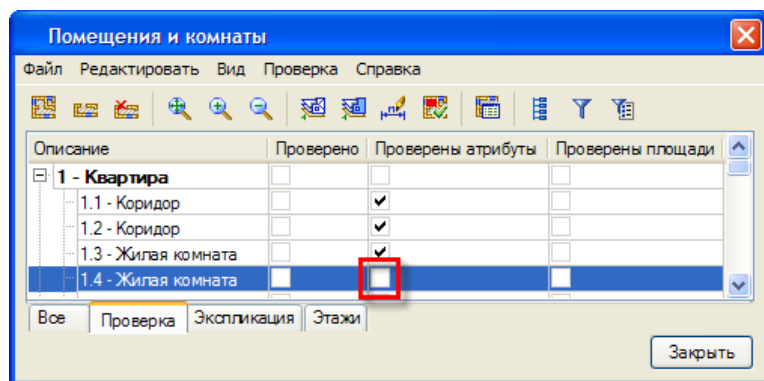 Помещения и комнаты
Файл Редактировать Вид Проверка Справка
Описание Проверено Проверены атрибуты Проверены площади
1 - Квартира
1.1 - Коридор
1.2 - Коридор
1.3 - Жилая комната
1.4 - Жилая комната
Все Проверка Экспликация Этажи
Закрыть